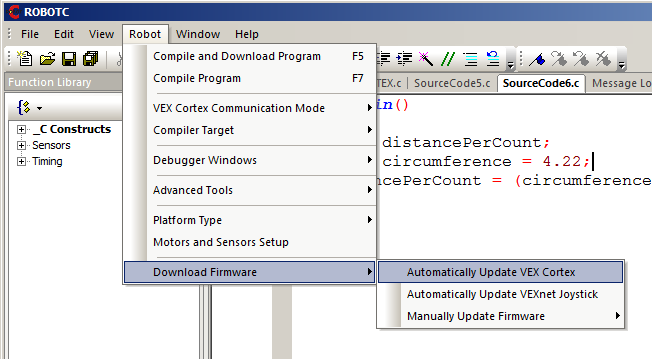 ROBOTC
File Edit View Robot Window Help
Function Library
_C Constructs
Sensors
Timing
Compile and Download Program F5
Compile Program F7
VEX Cortex Communication Mode
Compiler Target
Debugger Windows
Advanced Tools
Platform Type
Motors and Sensors Setup
Download Firmware
Automatically Update VEX Cortex
Automatically Update VEXnet Joystick
Manually Update Firmware
TEX.c SourceCode5.c SourceCode6.c Message Lo
in()
distancePerCount;
circumference = 4.22;
ncePerCount = (circumference